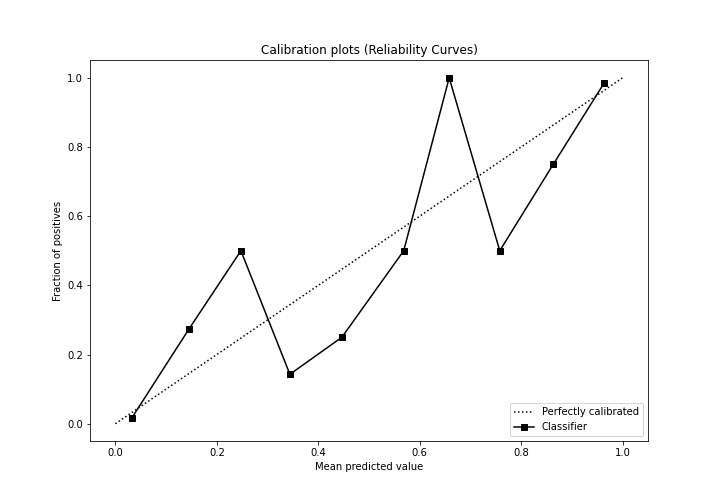 Calibration plots (Reliability Curves)
Fraction of positives
1.0
0.8
0.6
0.4
0.2
0.0
0.0 0.2 0.4 0.6 0.8 1.0
Mean predicted value
Perfectly calibrated
Classifier